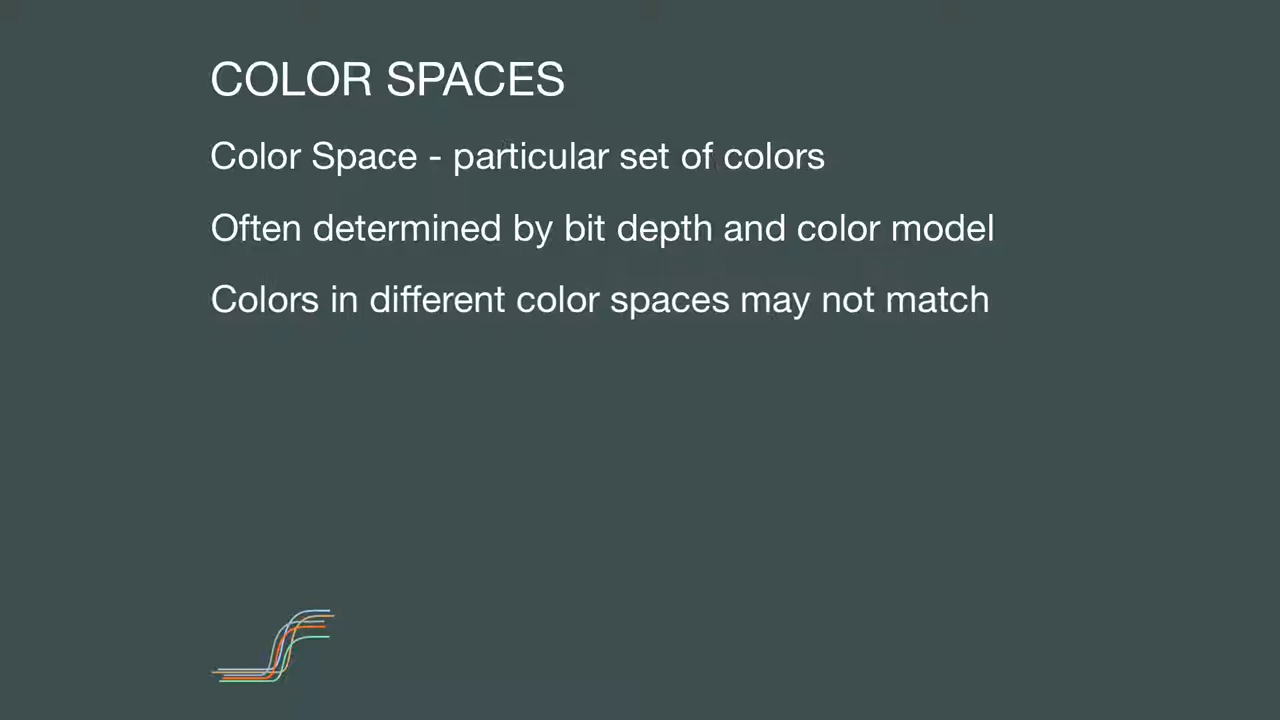 COLOR SPACES
Color Space - particular set of colors
Often determined by bit depth and color model
Colors in different color spaces may not match